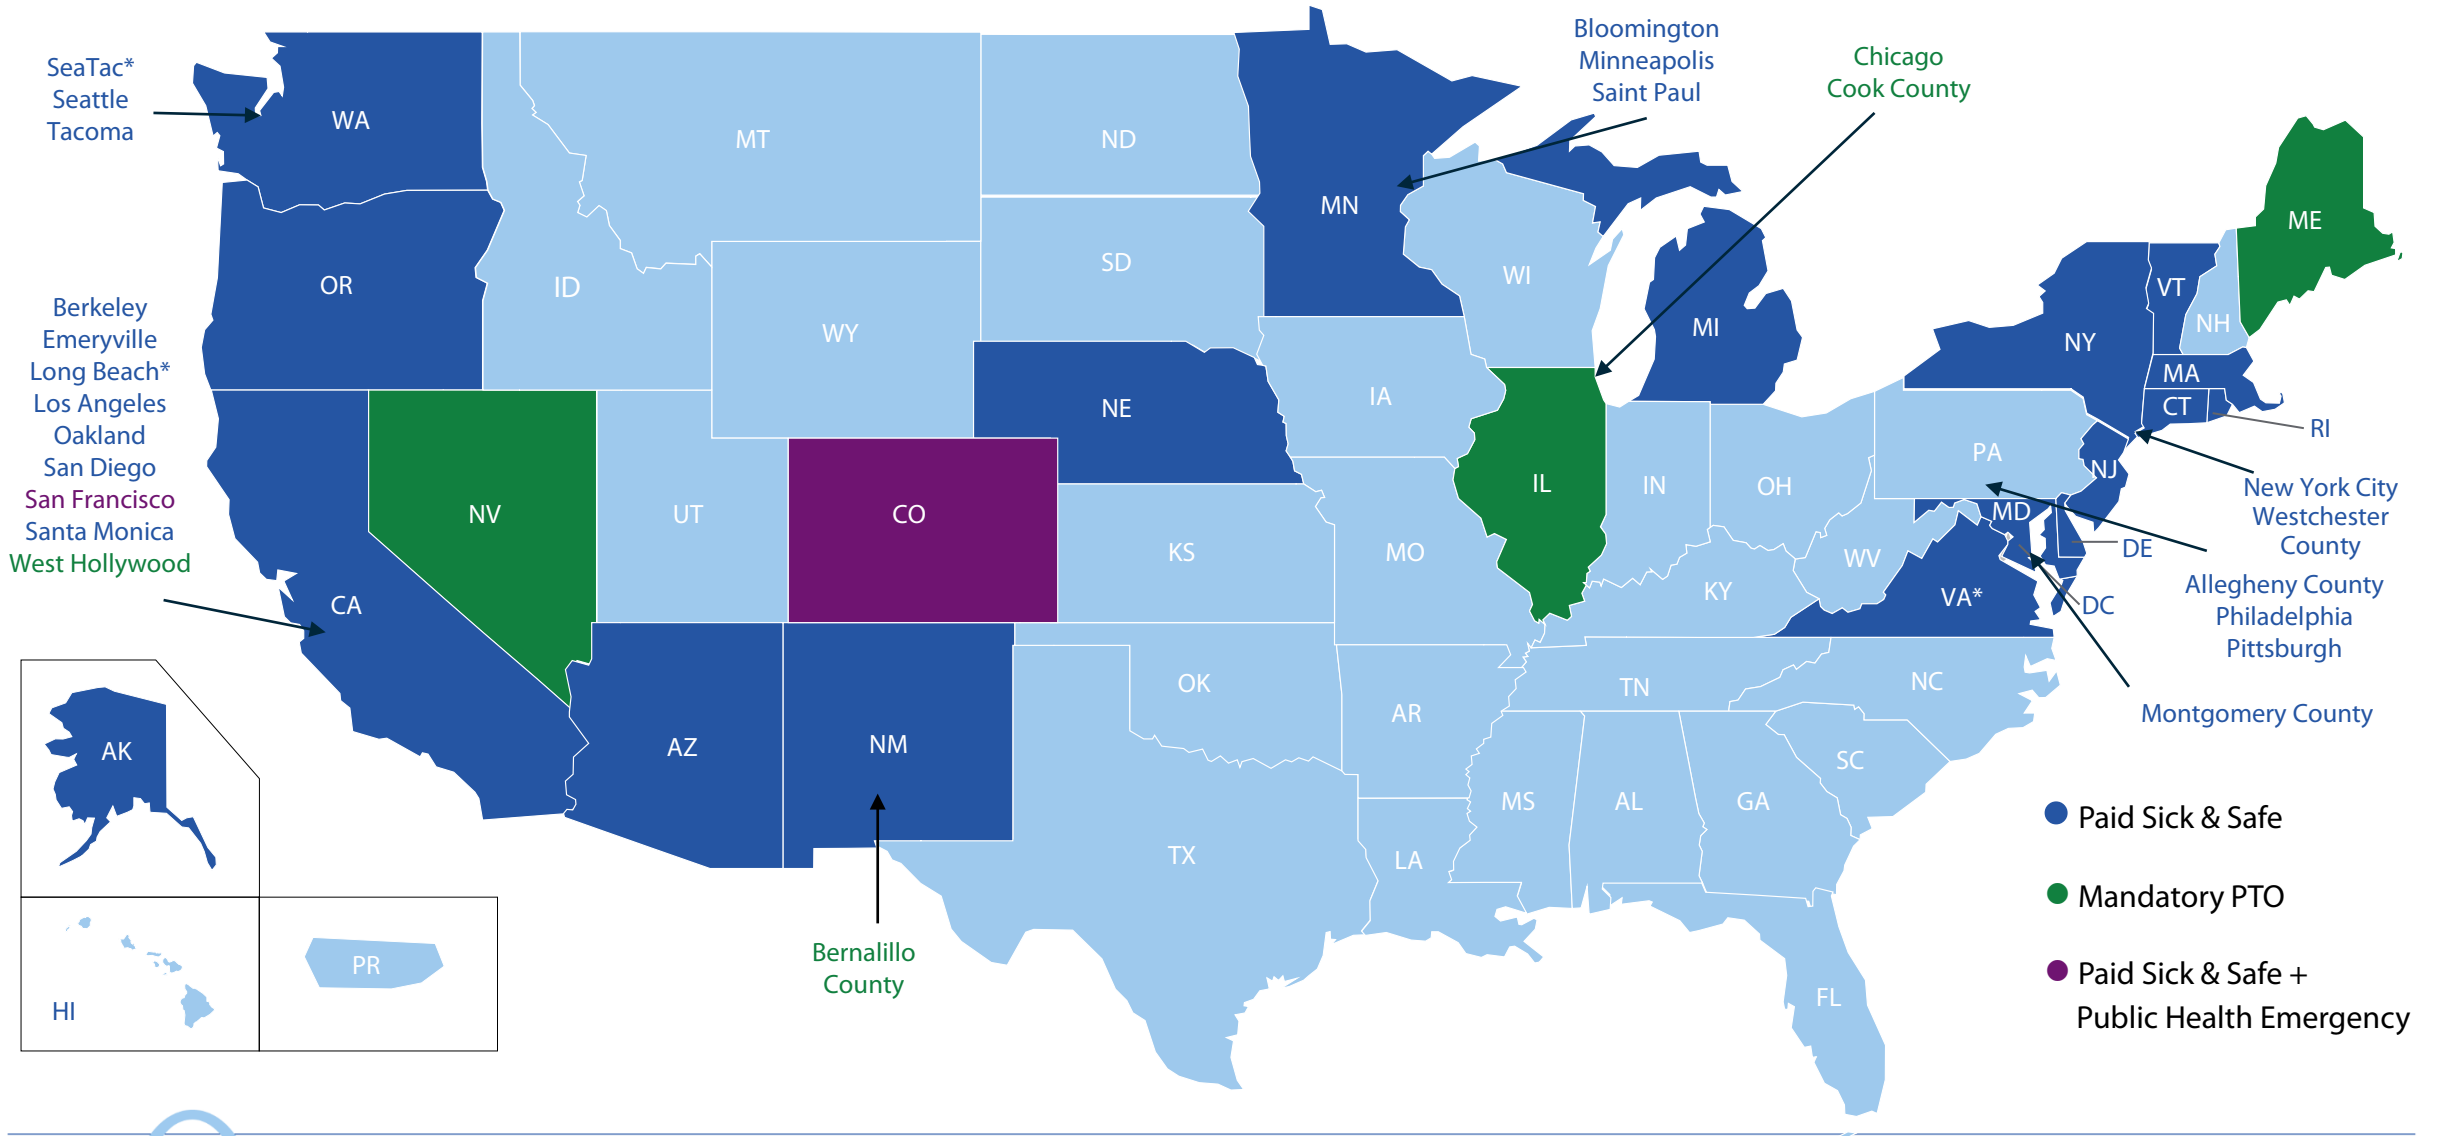 SeaTac*
Seattle
Tacoma
Bloomington
Minneapolis
Saint Paul
Chicago
Cook County
WA
MT
ND
MN
ME
OR
ID
SD
WI
MI
VT
NH
NY
WY
NE
IA
MA
CT
RI
Berkeley
Emeryville
Long Beach*
Los Angeles
Oakland
San Diego
San Francisco
Santa Monica
West Hollywood
NV
UT
CO
KS
MO
IL
IN
OH
PA
NJ
MD
DE
WV
KY
VA*
DC
New York City
Westchester
County
Allegheny County
Philadelphia
Pittsburgh
Montgomery County
CA
AZ
NM
OK
AR
TN
NC
SC
MS
AL
GA
TX
LA
FL
AK
HI
PR
Bernalillo
County
Paid Sick & Safe
Mandatory PTO
Paid Sick & Safe +
Public Health Emergency